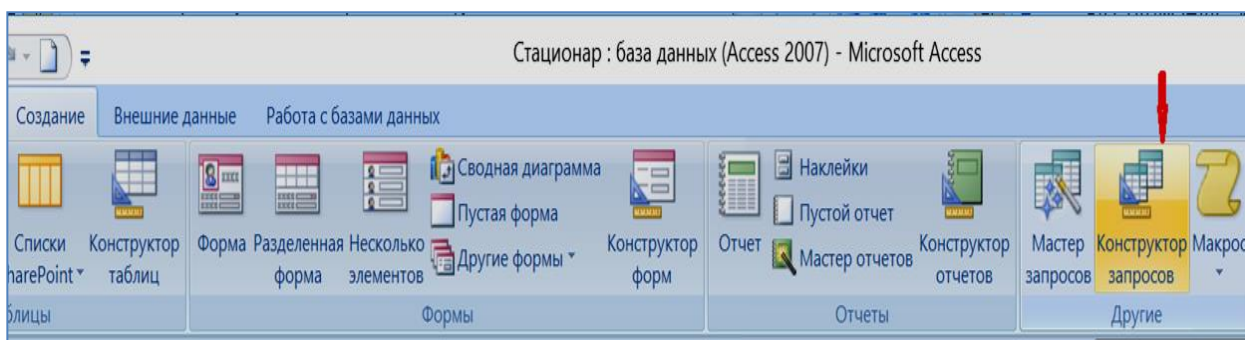 Стационар : база данных (Access 2007) - Microsoft Access
Создание Внешние данные Работа с базами данных
Списки
SharePoint
Конструктор
таблиц
Форма
Разделенная
форма
Несколько
элементов
Сводная диаграмма
Пустая форма
Другие формы
Конструктор
форм
Отчет
Наклейки
Пустой отчет
Мастер отчетов
Конструктор
отчетов
Мастер
запросов
Конструктор
запросов
Макрос
Формы
Отчеты
Другие